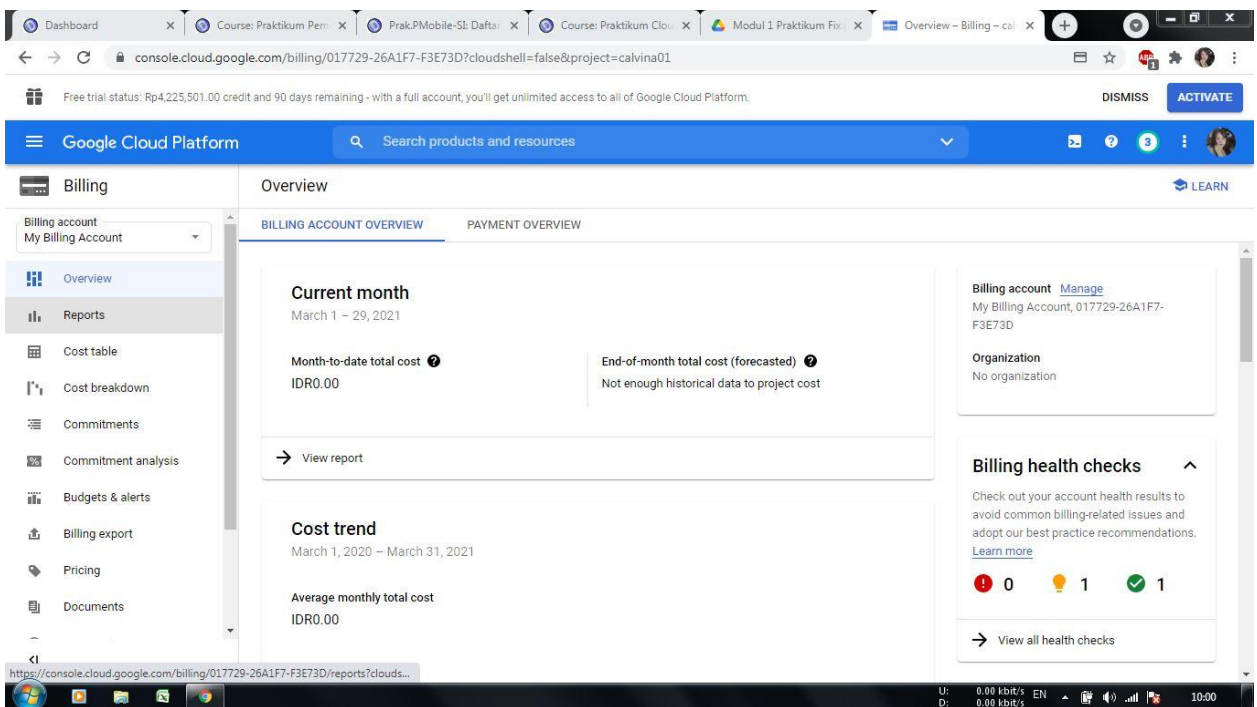 Dashboard
Course: Praktikum Pem
Prak.PMobile-SI: Daftar
Course: Praktikum Clou
Modul 1 Praktikum Fix.
Overview – Billing – cal
console.cloud.google.com/billing/017729-26A1F7-F3E73D?cloudshell=false&project=calvina01
ABP
1
Free trial status: Rp4,225,501.00 credit and 90 days remaining - with a full account, you'll get unlimited access to all of Google Cloud Platform.
DISMISS
ACTIVATE
Google Cloud Platform
Search products and resources
3
Billing
Overview
LEARN
Billing account
My Billing Account
BILLING ACCOUNT OVERVIEW
PAYMENT OVERVIEW
Overview
Reports
Cost table
Cost breakdown
Commitments
Commitment analysis
Budgets & alerts
Billing export
Pricing
Documents
Current month
March 1 – 29, 2021
Month-to-date total cost
IDR0.00
End-of-month total cost (forecasted)
Not enough historical data to project cost
View report
Cost trend
March 1, 2020 – March 31, 2021
Average monthly total cost
IDR0.00
Billing account Manage
My Billing Account, 017729-26A1F7-
F3E73D
Organization
No organization
Billing health checks
Check out your account health results to
avoid common billing-related issues and
adopt our best practice recommendations.
Learn more
0
1
1
View all health checks
https://console.cloud.google.com/billing/017729-26A1F7-F3E73D/reports?clouds...
U: 0.00 kbit/s
D: 0.00 kbit/s
EN
10:00